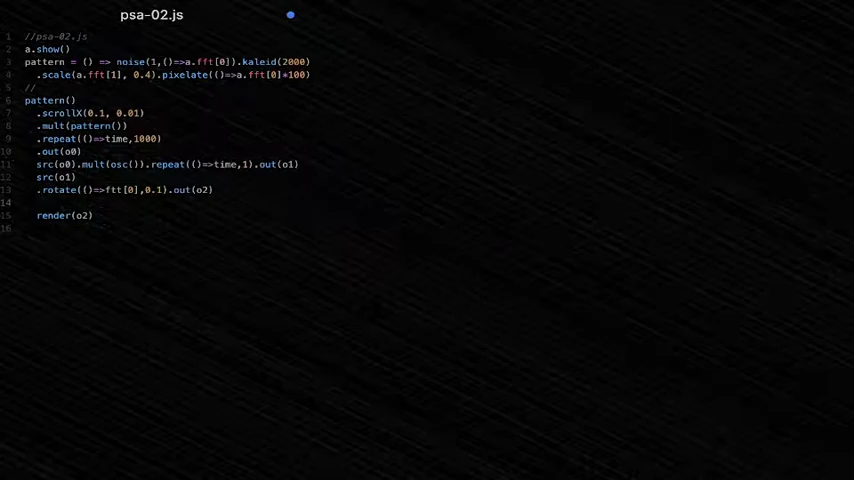 psa-02.js
1 //psa-02.js
2 a.show()
3 pattern = () => noise(1,()=>a.fft[0]).kaleid(2000)
4 .scale(a.fft[1], 0.4).pixelate(()=>a.fft[0]*100)
5 //
6 pattern()
7 .scrollX(0.1, 0.01)
8 .mult(pattern())
9 .repeat(()=>time,1000)
10 .out(o0)
11 src(o0).mult(osc()).repeat(()=>time,1).out(o1)
12 src(o1)
13 .rotate(()=>ftt[0],0.1).out(o2)
14
15 render(o2)
16